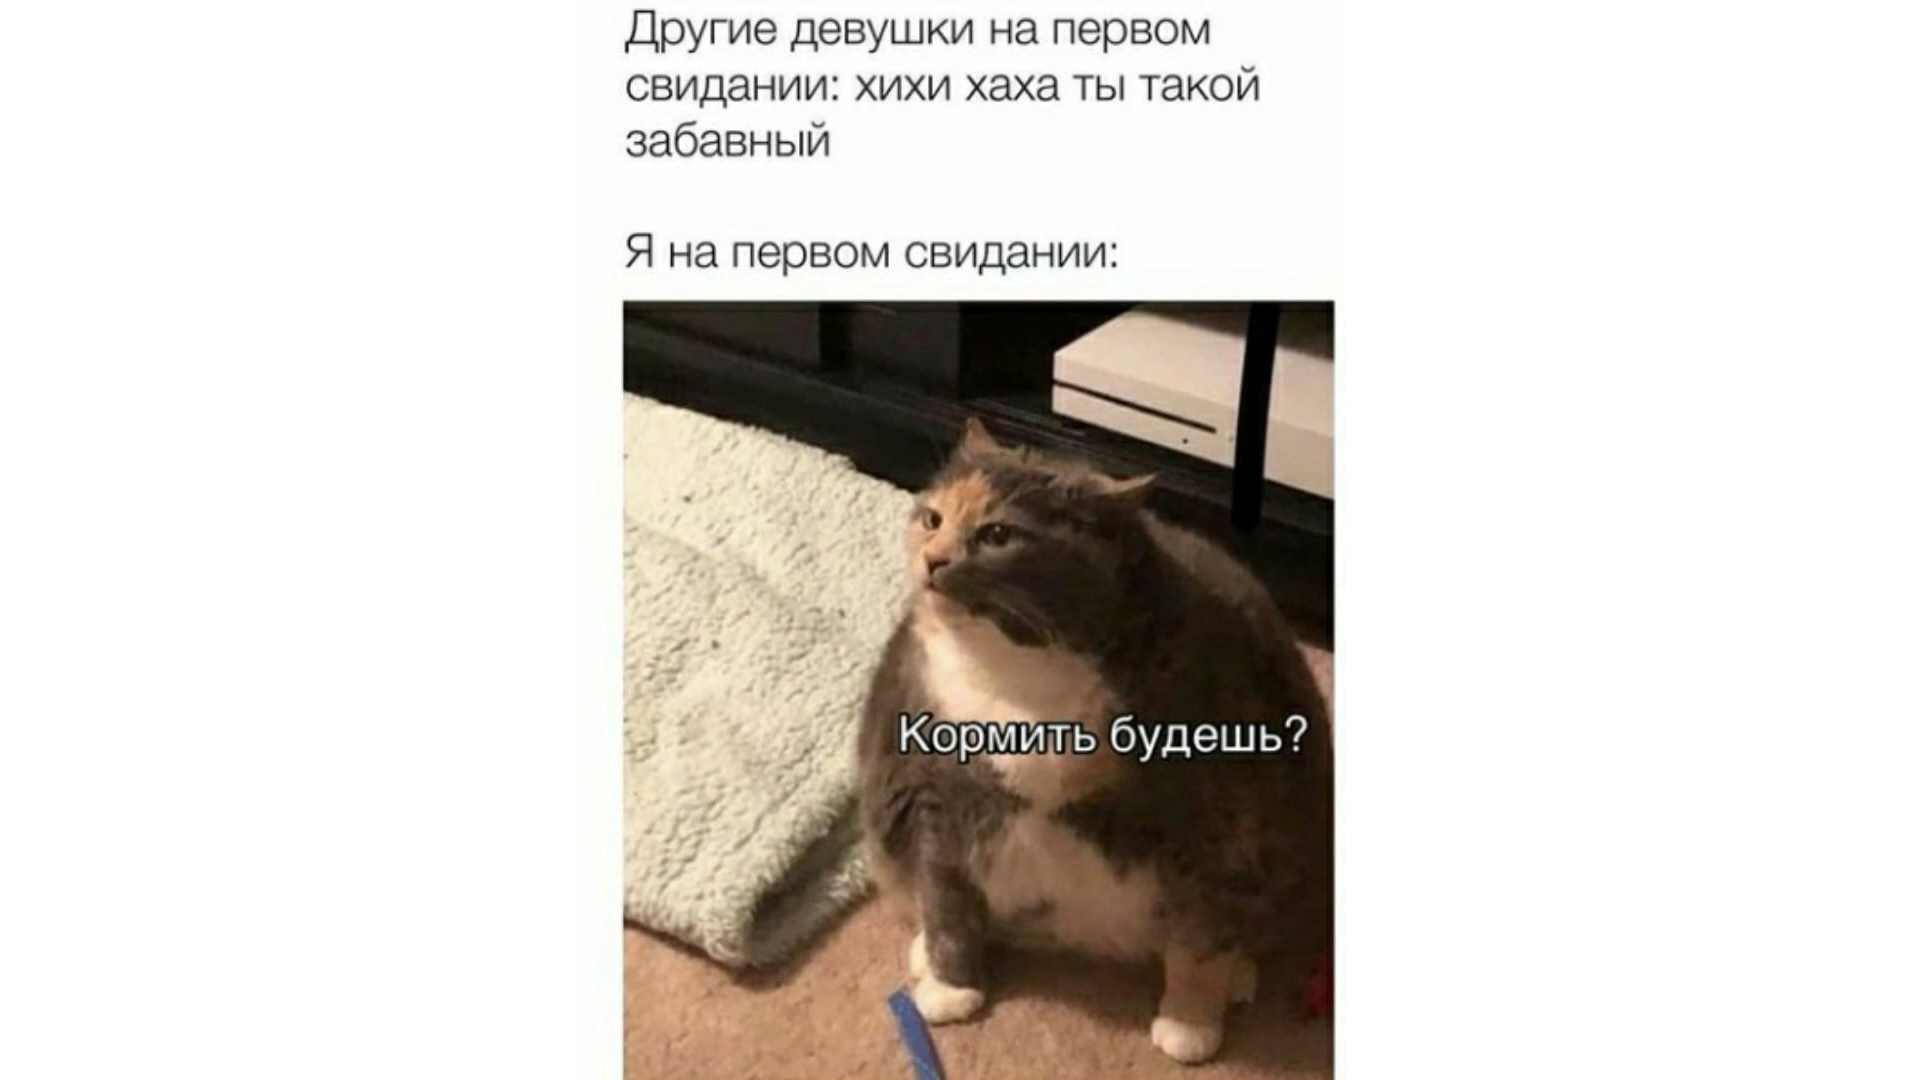 Другие девушки на первом
свидании: хихи хаха ты такой
забавный
Я на первом свидании:
Кормить будешь?